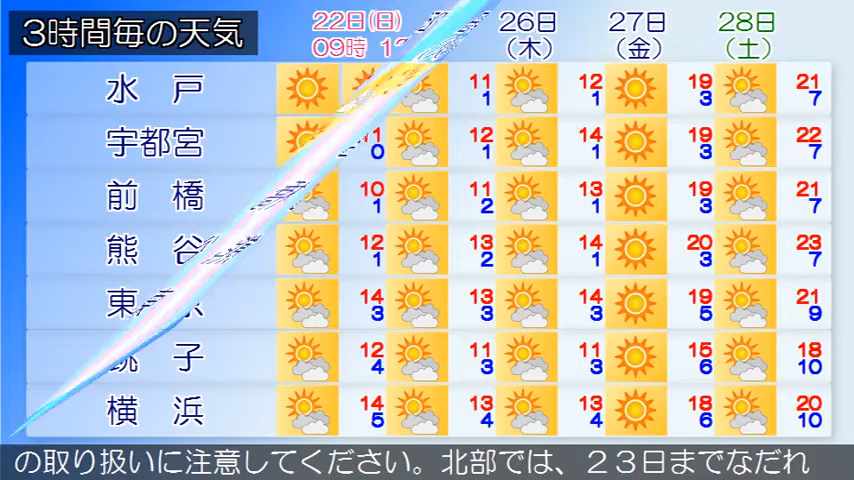 3時間毎の天気
22日(日) 26日 27日 28日
09時 (木) (金) (土)
水戸 11 12 19 21
1 1 3 7
宇都宮 11 12 14 19 22
0 1 1 3 7
前橋 10 11 13 19 21
1 2 1 3 7
熊谷 12 13 14 20 23
1 2 1 3 7
東 14 13 13 19 21
3 3 3 5 9
子 12 11 11 15 18
4 3 3 6 10
横浜 14 13 13 18 20
5 4 4 6 10
の取り扱いに注意してください。北部では、23日までなだれ